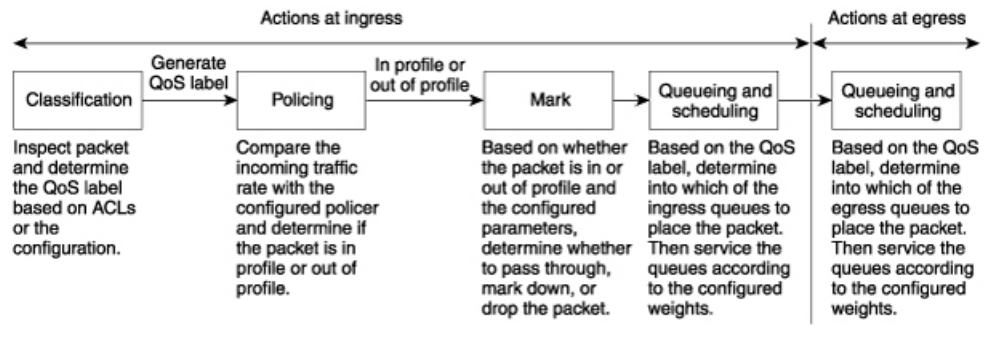 Actions at ingress
Actions at egress
Generate
QoS label
In profile or
out of profile
Classification
Policing
Mark
Queueing and
scheduling
Queueing and
scheduling
Inspect packet
and determine
the QoS label
based on ACLs
or the
configuration.
Compare the
incoming traffic
rate with the
configured policer
and determine if
the packet is in
profile or out of
profile.
Based on whether
the packet is in or
out of profile and
the configured
parameters,
determine whether
to pass through,
mark down, or
drop the packet.
Based on the QoS
label, determine
into which of the
ingress queues to
place the packet.
Then service the
queues according
to the configured
weights.
Based on the QoS
label, determine
into which of the
egress queues to
place the packet.
Then service the
queues according
to the configured
weights.